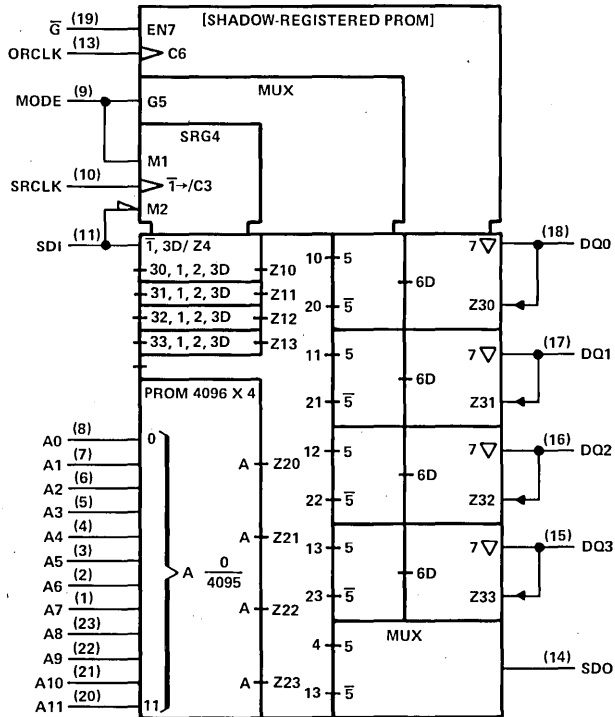 [SHADOW-REGISTERED PROM]
G̅ (19) EN7
ORCLK (13) C6
MUX
MODE (9) G5
SRG4
M1
SRCLK (10) 1̅→/C3
M2
SDI (11) 1̅, 3D/ Z4
30, 1, 2, 3D Z10
31, 1, 2, 3D Z11
32, 1, 2, 3D Z12
33, 1, 2, 3D Z13
10 5 6D 7 ▽ (18) DQ0
20 5̅ Z30
11 5 6D 7 ▽ (17) DQ1
21 5̅ Z31
12 5 6D 7 ▽ (16) DQ2
22 5̅ Z32
13 5 6D 7 ▽ (15) DQ3
23 5̅ Z33
MUX
4 5
13 5̅
(14) SDO
PROM 4096 X 4
A0 (8) 0
A1 (7)
A2 (6)
A3 (5)
A4 (4)
A5 (3)
A6 (2)
A7 (1)
A8 (23)
A9 (22)
A10 (21)
A11 (20) 11
A 0/4095
A Z20
A Z21
A Z22
A Z23